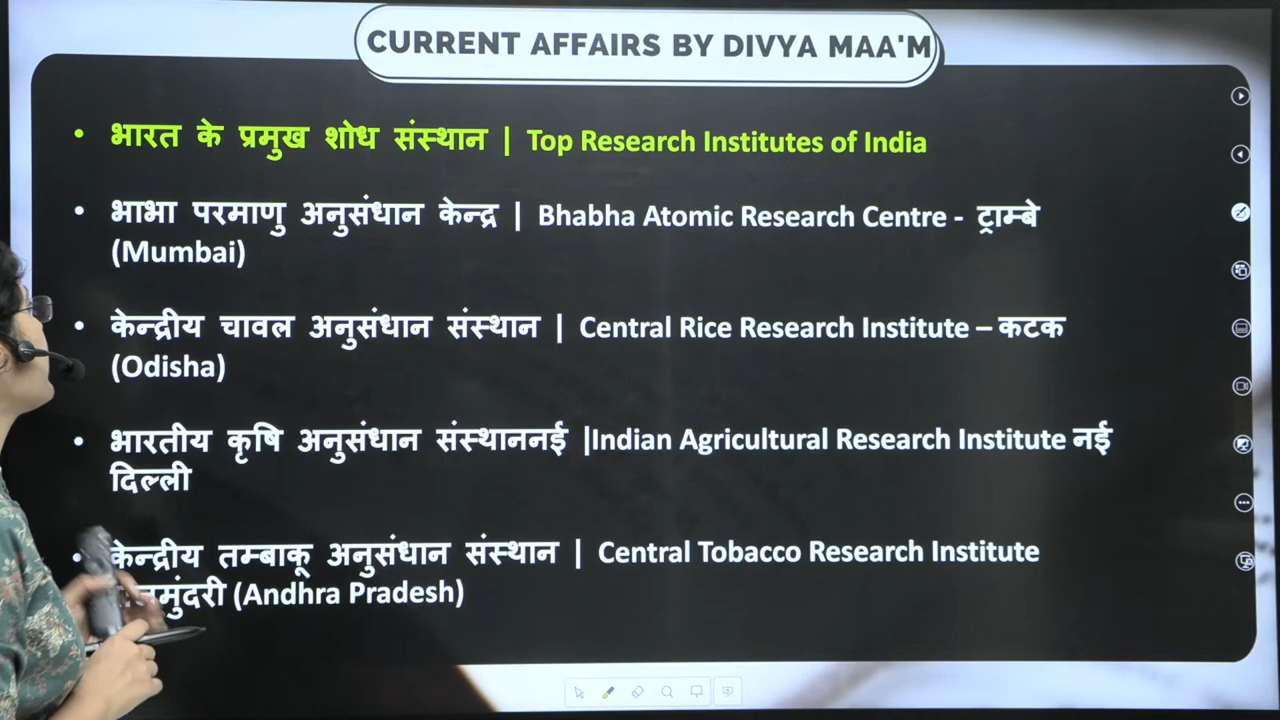 CURRENT AFFAIRS BY DIVYA MAA'M
• भारत के प्रमुख शोध संस्थान | Top Research Institutes of India
• भाभा परमाणु अनुसंधान केन्द्र | Bhabha Atomic Research Centre - ट्राम्बे
(Mumbai)
• केन्द्रीय चावल अनुसंधान संस्थान | Central Rice Research Institute – कटक
(Odisha)
• भारतीय कृषि अनुसंधान संस्थाननई |Indian Agricultural Research Institute नई
दिल्ली
• केन्द्रीय तम्बाकू अनुसंधान संस्थान | Central Tobacco Research Institute
(Andhra Pradesh)